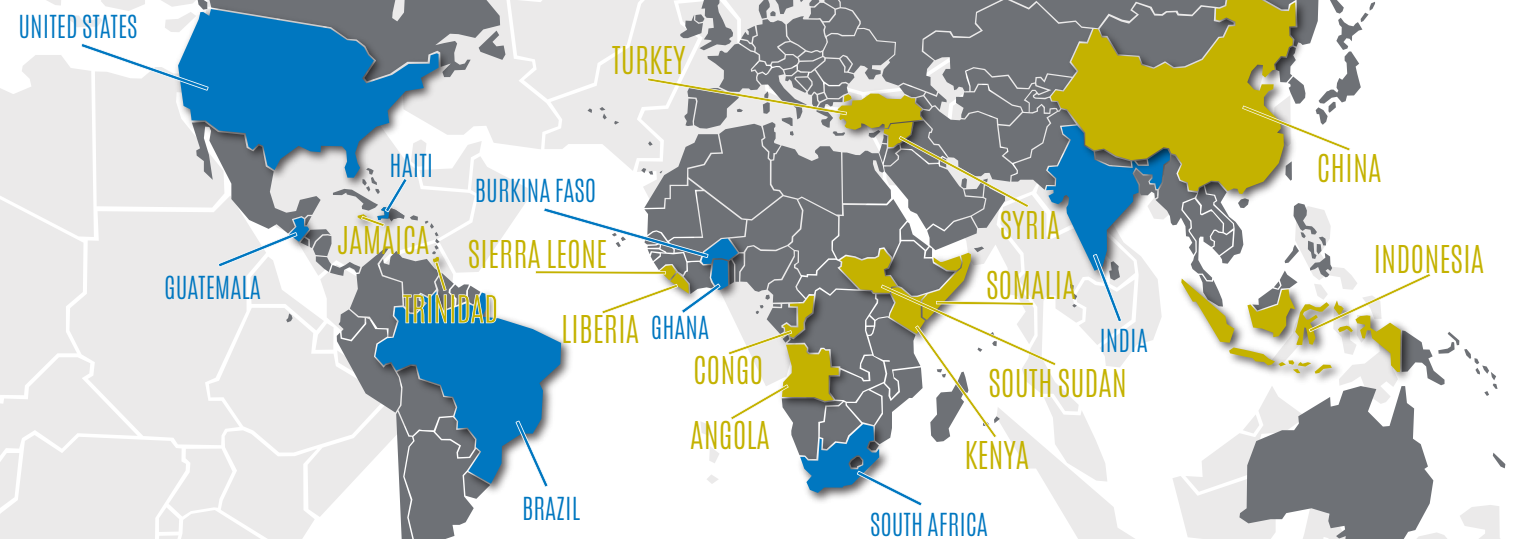 UNITED STATES
TURKEY
HAITI
CHINA
BURKINA FASO
SYRIA
JAMAICA
SIERRA LEONE
INDONESIA
GUATEMALA
SOMALIA
TRINIDAD
LIBERIA
GHANA
INDIA
CONGO
SOUTH SUDAN
ANGOLA
KENYA
BRAZIL
SOUTH AFRICA